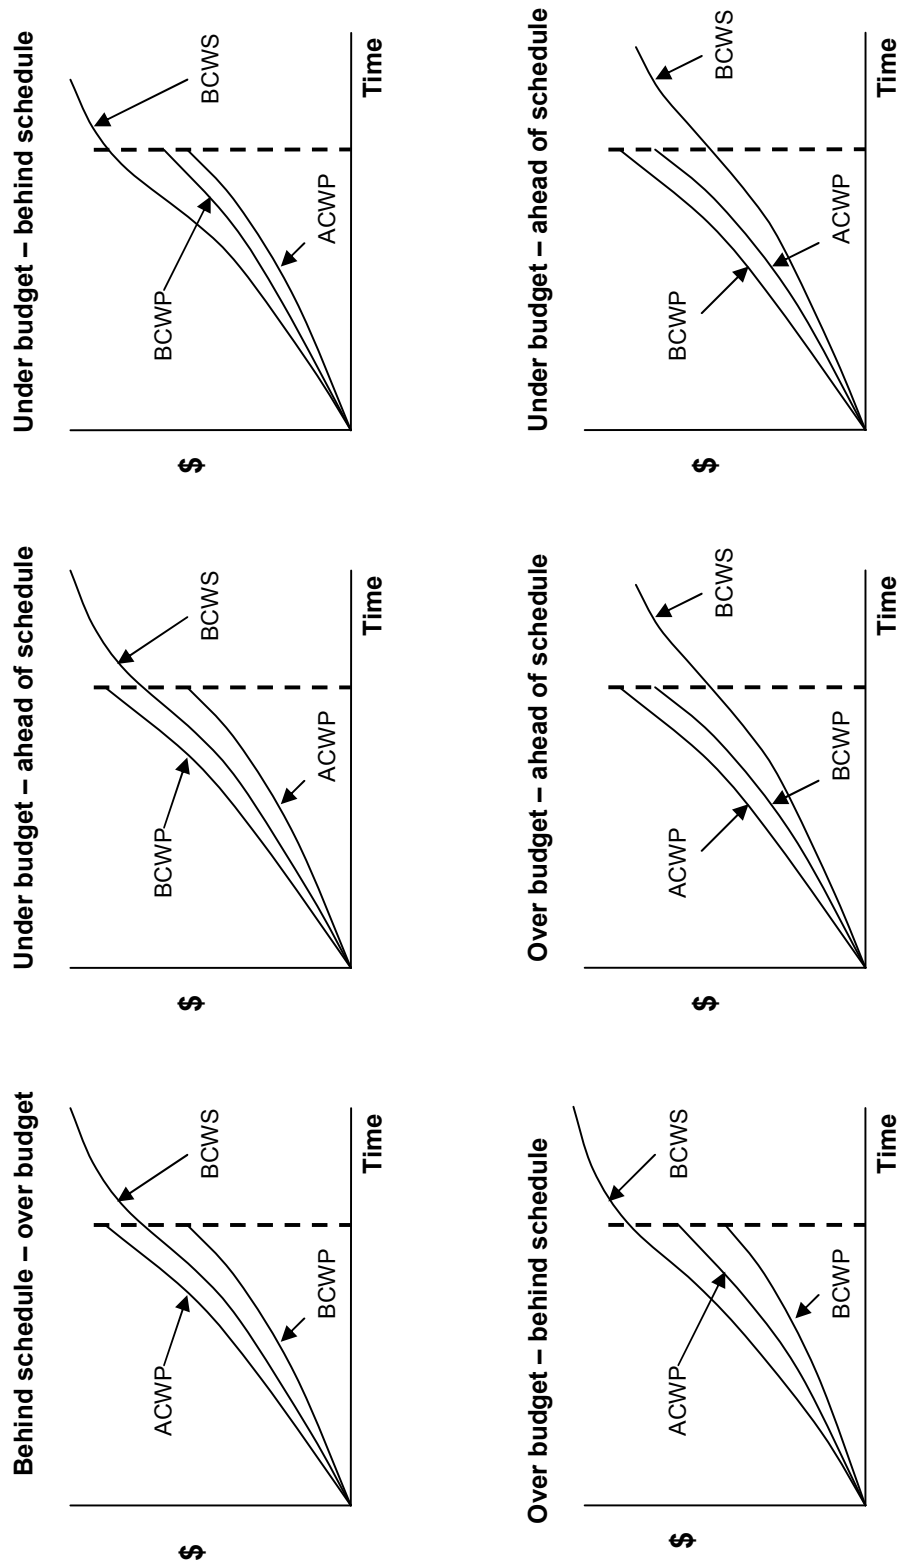 Behind schedule – over budget
$
ACWP
BCWS
BCWP
Time
Under budget – ahead of schedule
$
BCWP
BCWS
ACWP
Time
Under budget – behind schedule
$
BCWP
BCWS
ACWP
Time
Over budget – behind schedule
$
ACWP
BCWS
BCWP
Time
Over budget – ahead of schedule
$
ACWP
BCWS
BCWP
Time
Under budget – ahead of schedule
$
BCWP
BCWS
ACWP
Time